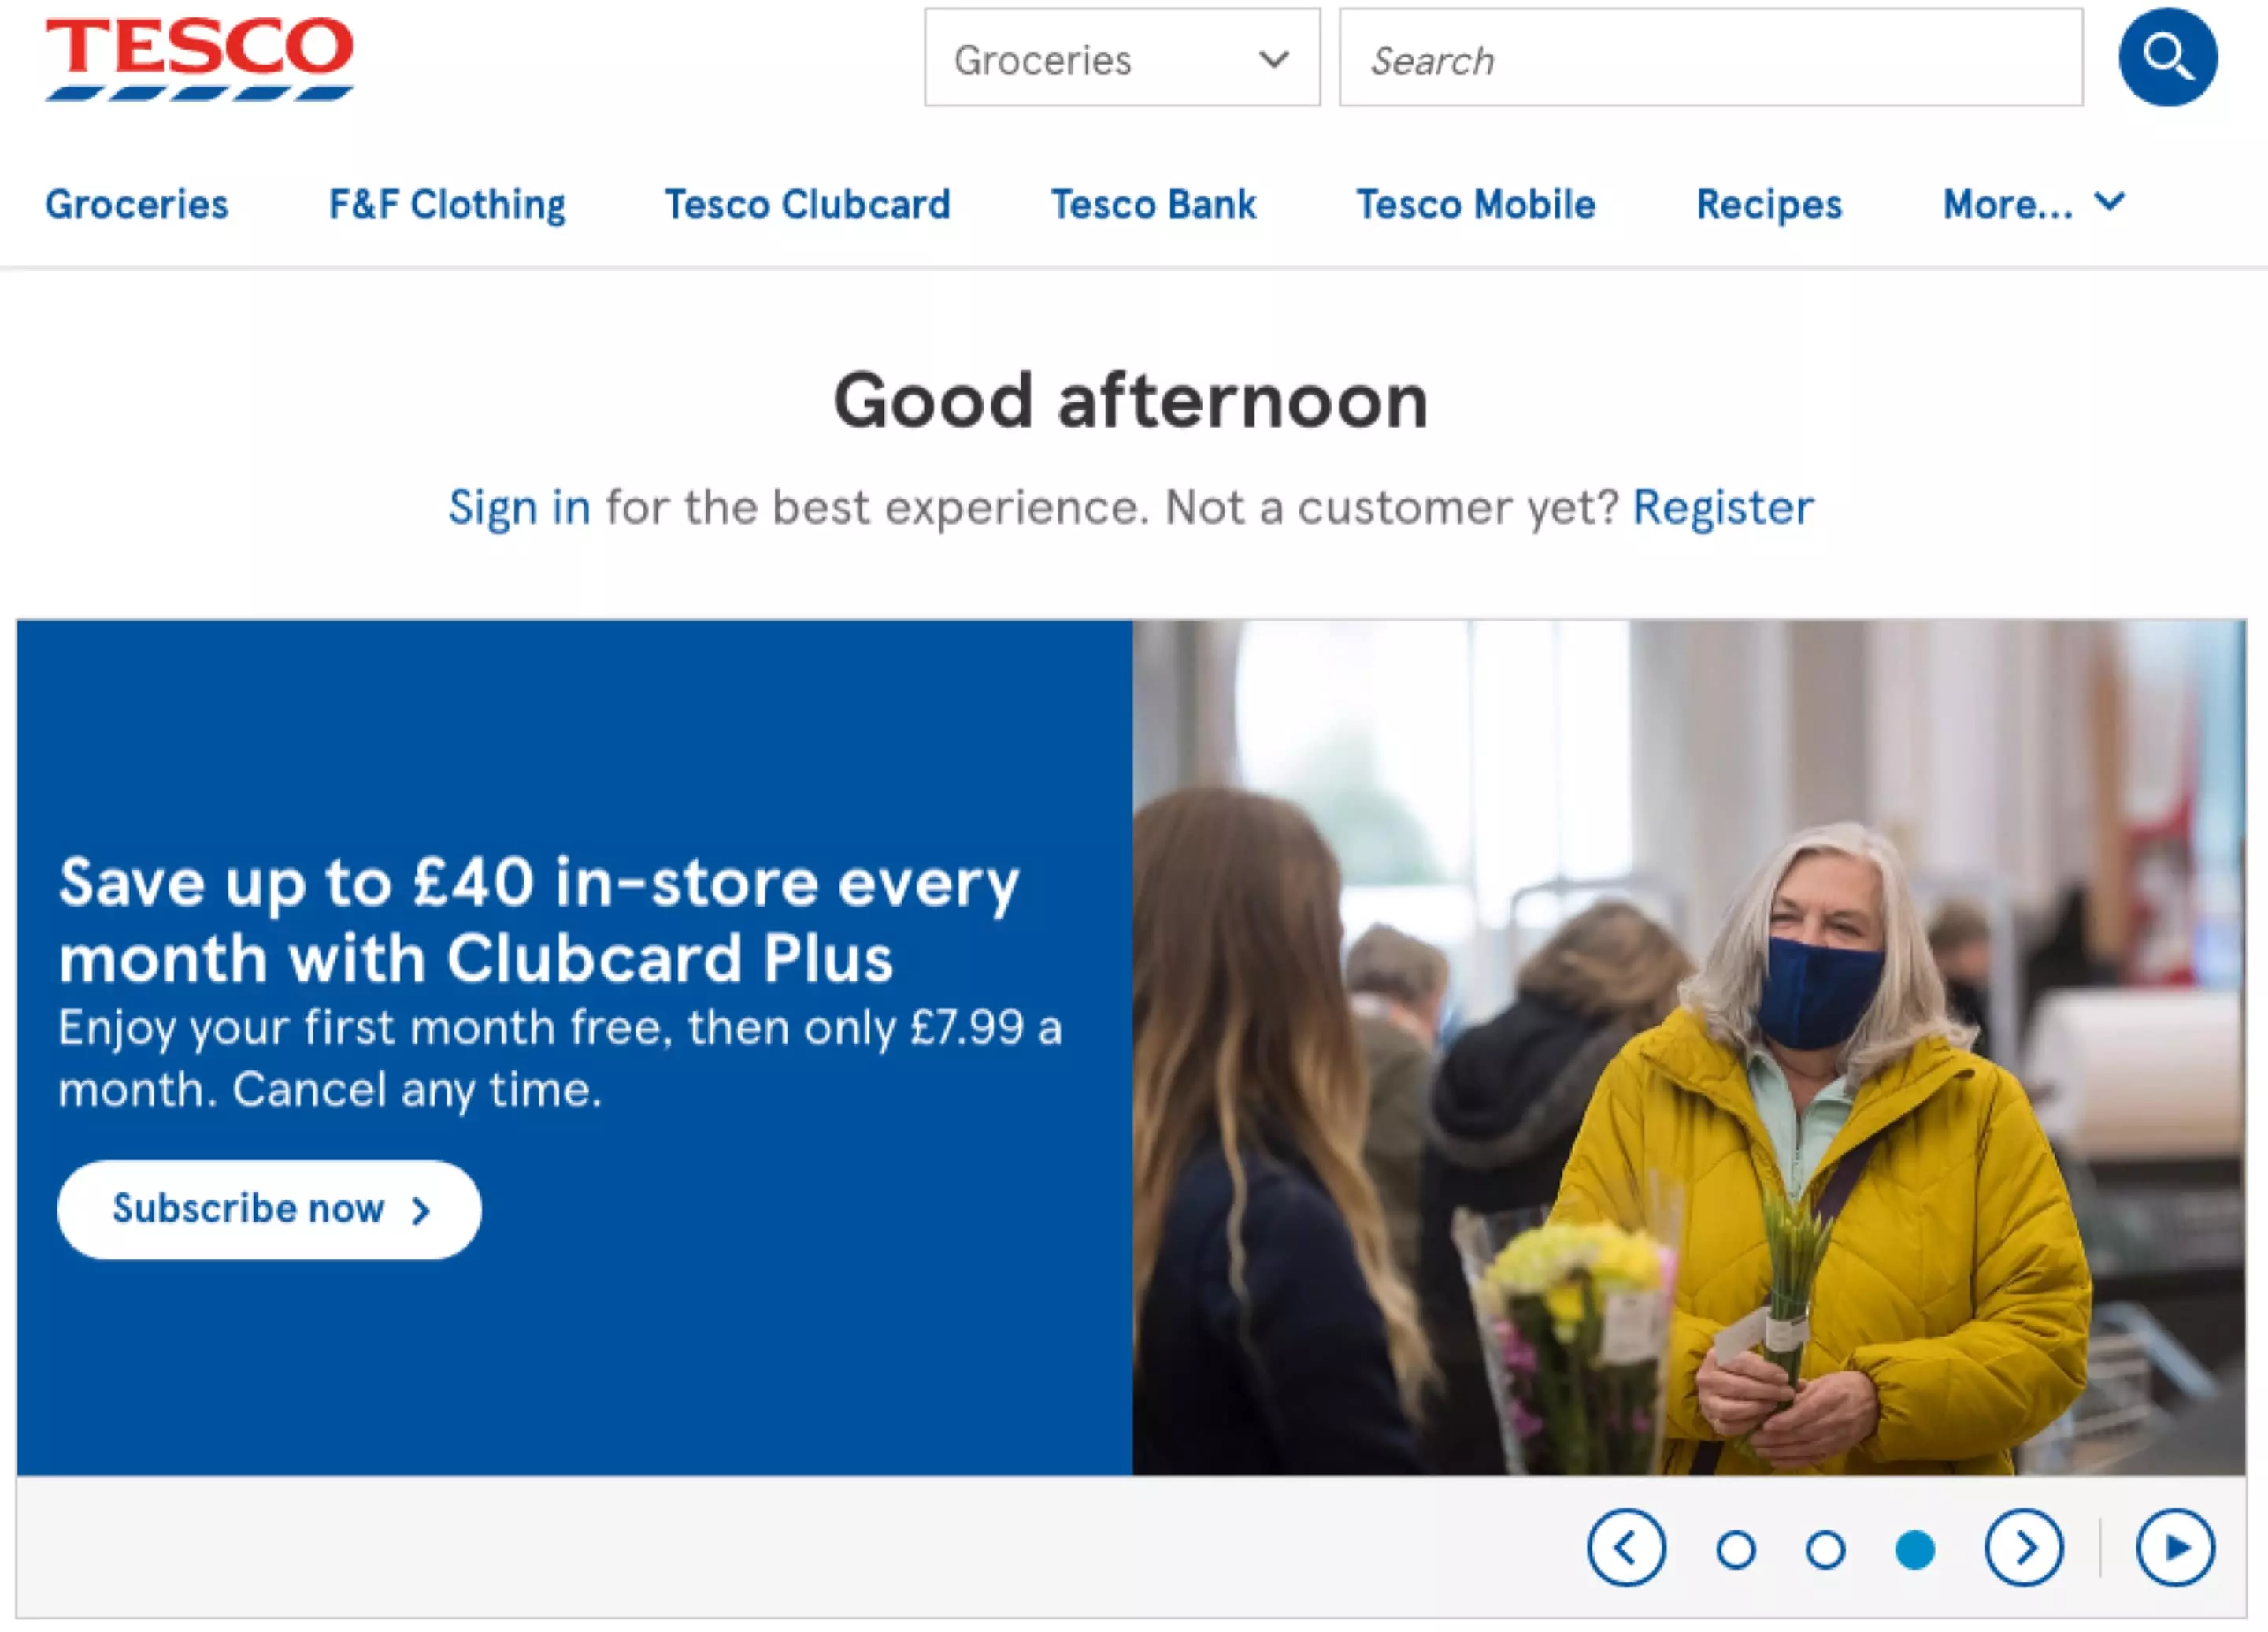 TESCO
Groceries
Search
Groceries F&F Clothing Tesco Clubcard Tesco Bank Tesco Mobile Recipes More...
Good afternoon
Sign in for the best experience. Not a customer yet? Register
Save up to £40 in-store every
month with Clubcard Plus
Enjoy your first month free, then only £7.99 a
month. Cancel any time.
Subscribe now